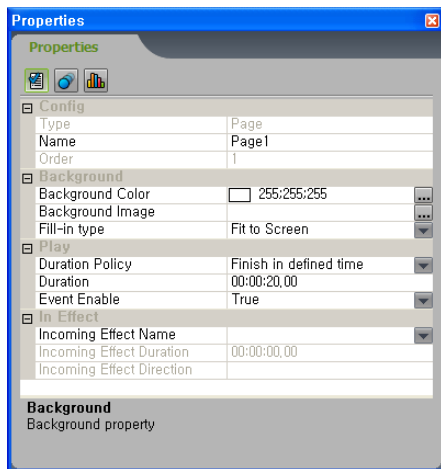 Properties
Properties
Config
Type Page
Name Page1
Order 1
Background
Background Color 255;255;255 ...
Background Image ...
Fill-in type Fit to Screen
Play
Duration Policy Finish in defined time
Duration 00:00:20,00
Event Enable True
In Effect
Incoming Effect Name
Incoming Effect Duration 00:00:00,00
Incoming Effect Direction
Background
Background property